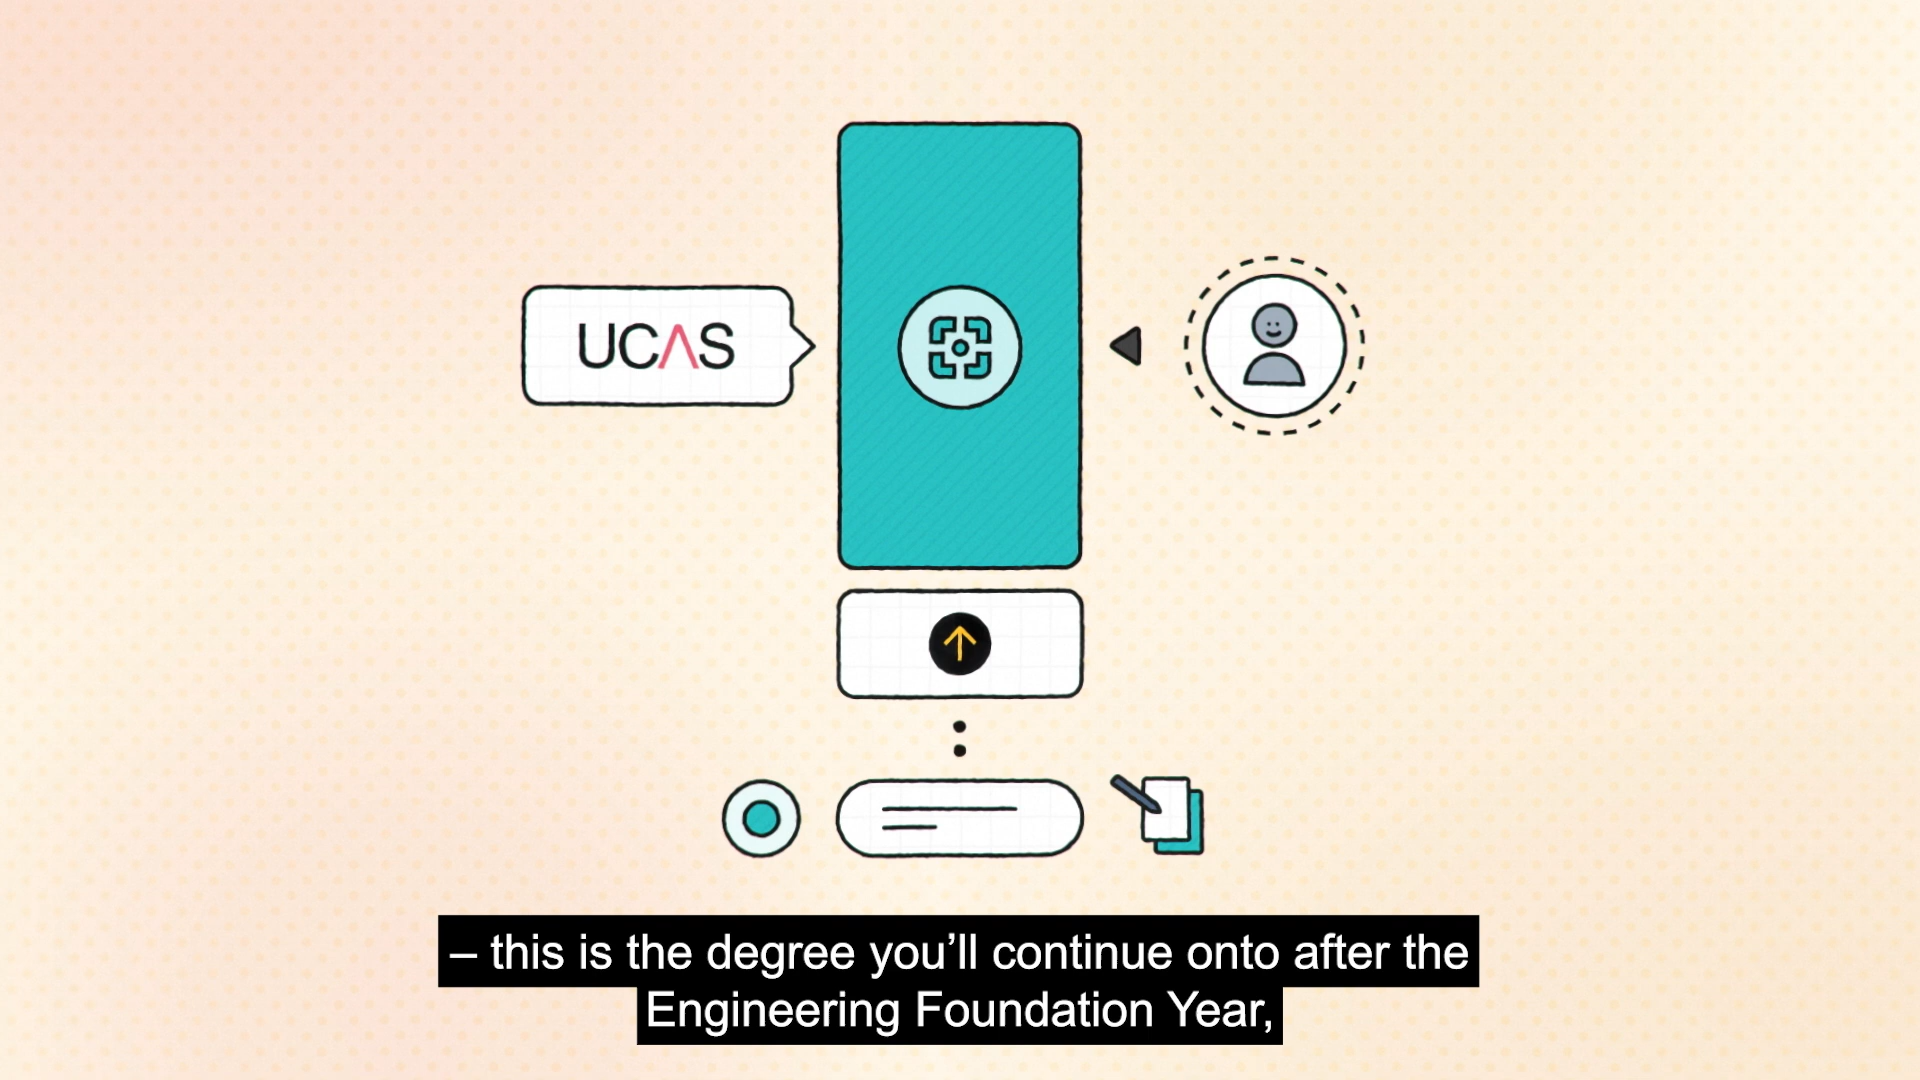 UCAS
– this is the degree you’ll continue onto after the
Engineering Foundation Year,